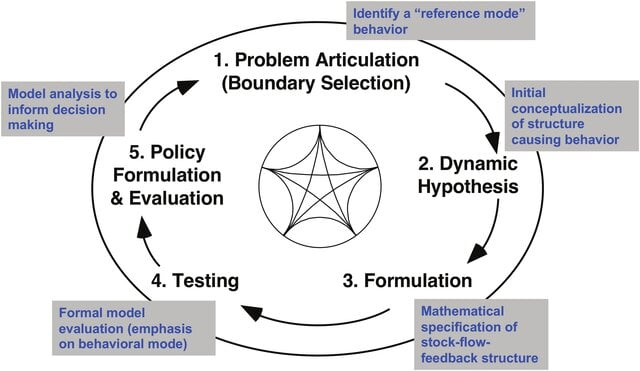 Identify a “reference mode”
behavior
1. Problem Articulation
(Boundary Selection)
Model analysis to
inform decision
making
Initial
conceptualization
of structure
causing behavior
5. Policy
Formulation
& Evaluation
2. Dynamic
Hypothesis
4. Testing
3. Formulation
Formal model
evaluation (emphasis
on behavioral mode)
Mathematical
specification of
stock-flow-
feedback structure